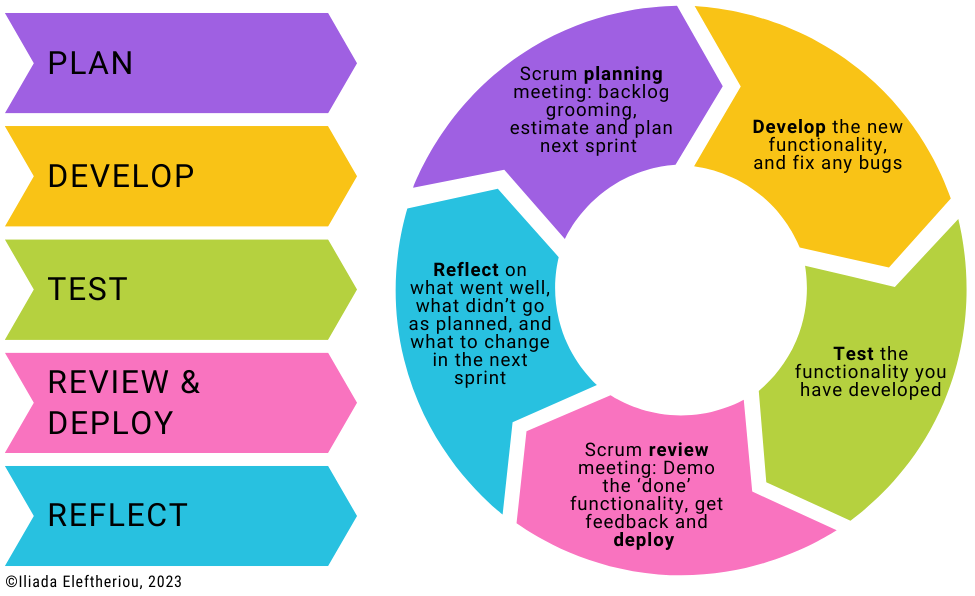 PLAN
DEVELOP
TEST
REVIEW &
DEPLOY
REFLECT
©Iliada Eleftheriou, 2023
Scrum planning
meeting: backlog
grooming,
estimate and plan
next sprint
Develop the new
functionality,
and fix any bugs
Test the
functionality you
have developed
Scrum review
meeting: Demo
the ‘done’
functionality, get
feedback and
deploy
Reflect on
what went well,
what didn’t go
as planned, and
what to change
in the next
sprint